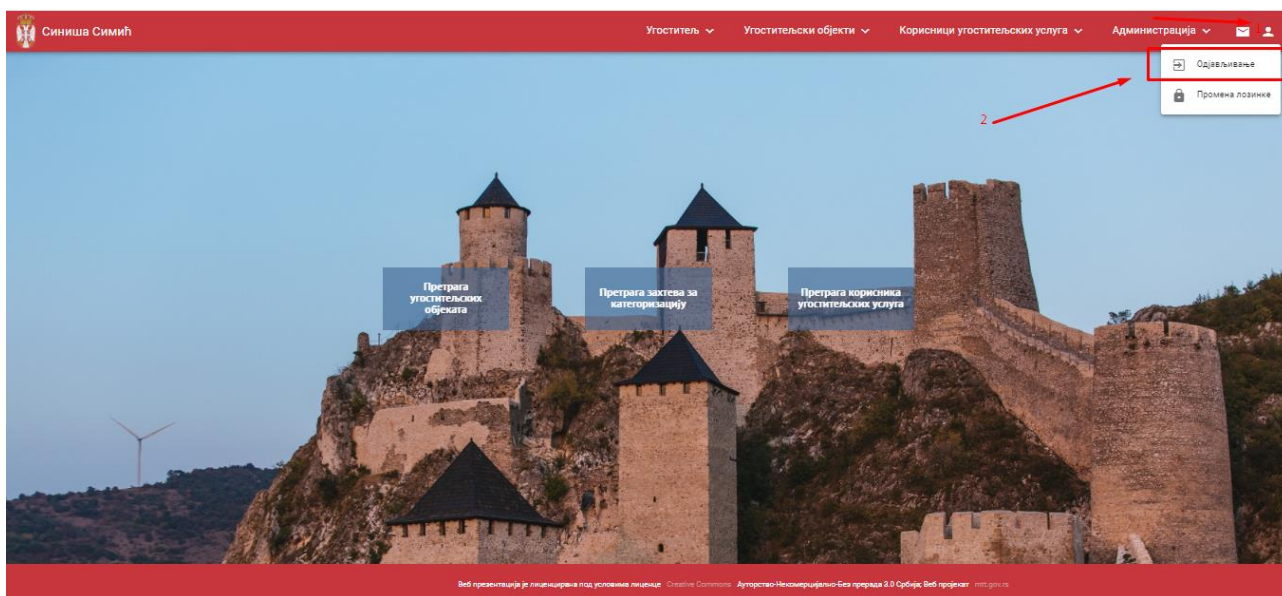 Синиша Симић
Угоститељ
Угоститељски објекти
Корисници угоститељских услуга
Администрација
1
Одјављивање
Промена лозинке
2
Претрага
угоститељских
објеката
Претрага захтева за
категоризацију
Претрага корисника
угоститељских услуга
Веб презентација је лиценцирана под условима лиценце Creative Commons Ауторство-Некомерцијално-Без прерада 3.0 Србија; Веб пројекат mtt.gov.rs